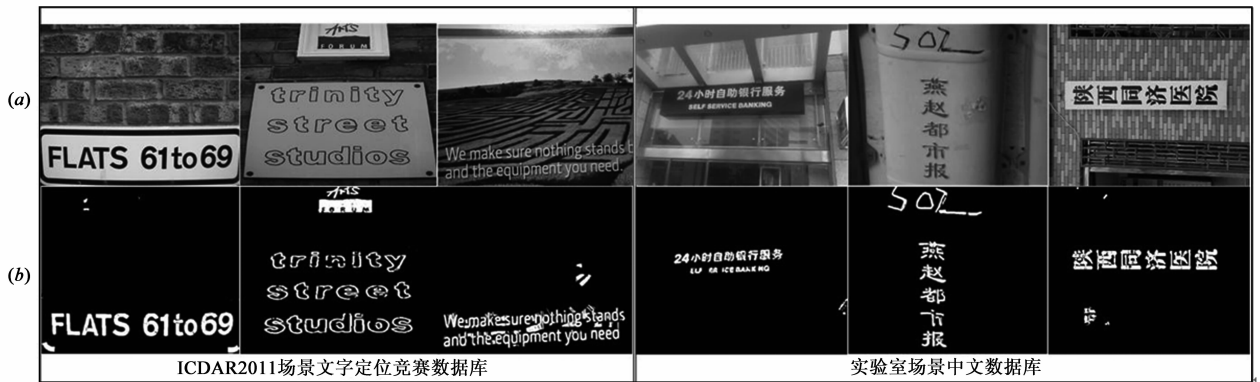 (a)
FLATS 61to69
AMS
FORUM
trinity
street
studios
We make sure nothing stands b
and the equipment you need.
24小时自助银行服务
SELF SERVICE BANKING
SOZ
燕
赵
都
市
报
陕西同济医院
(b)
FLATS 61to69
AMS
FORUM
trinity
street
studios
We make sure nothing stands
and the equipment you need
24小时自助银行服务
ICE BANKING
SOZ
燕
赵
都
市
报
陕西同济医院
ICDAR2011场景文字定位竞赛数据库
实验室场景中文数据库